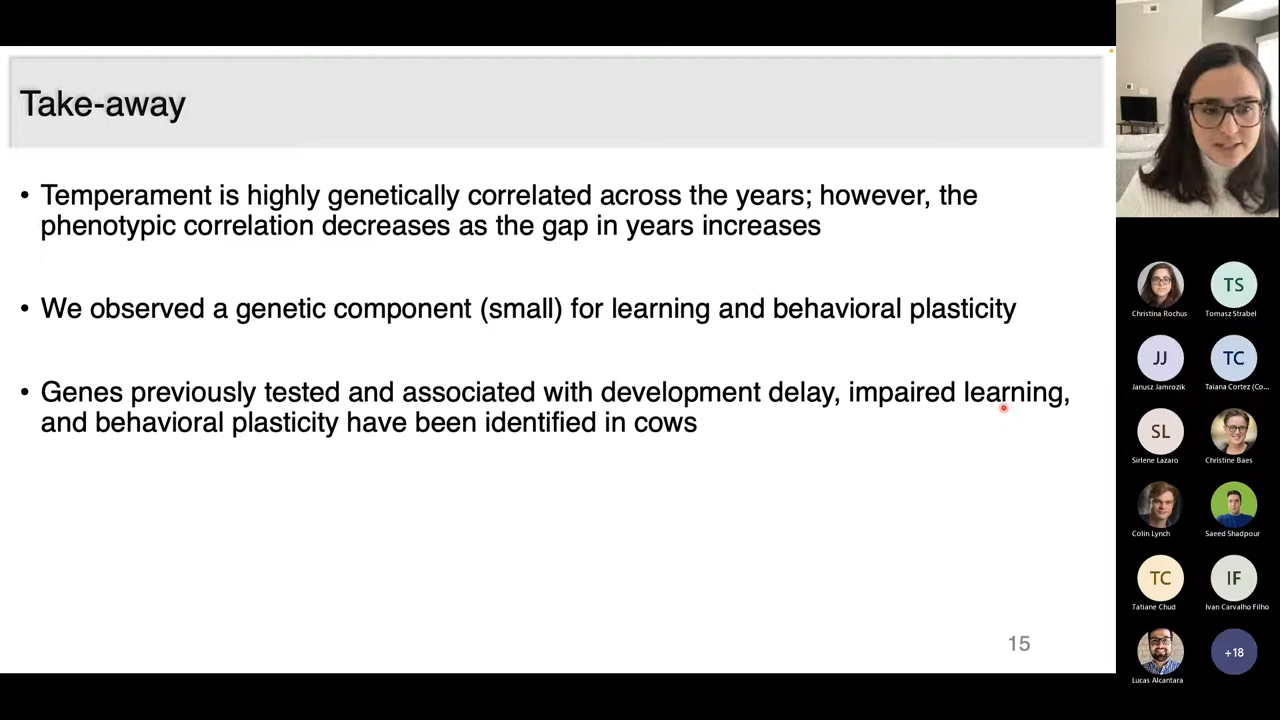 Take-away
• Temperament is highly genetically correlated across the years; however, the
phenotypic correlation decreases as the gap in years increases
• We observed a genetic component (small) for learning and behavioral plasticity
• Genes previously tested and associated with development delay, impaired learning,
and behavioral plasticity have been identified in cows
15
Christina Rochus
TS
Tomasz Strabel
JJ
Janusz Jamrozik
TC
Taiana Cortez (Co...
SL
Sirlene Lazaro
Christine Baes
Colin Lynch
Saeed Shadpour
TC
Tatiane Chud
IF
Ivan Carvalho Filho
Lucas Alcantara
+18